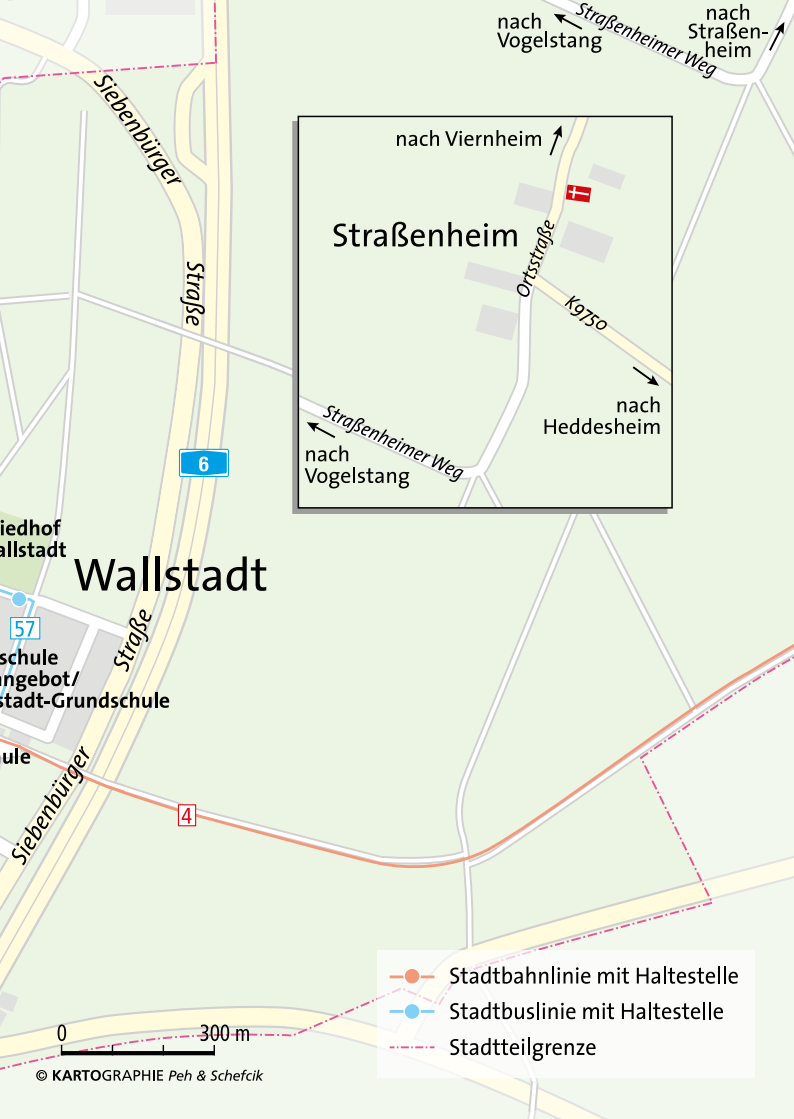 nach
Vogelstang
Straßenheimer Weg
nach
Straßen-
heim
Siebenbürger
Straße
nach Viernheim
Straßenheim
Ortsstraße
K9750
nach
Heddesheim
Straßenheimer Weg
nach
Vogelstang
6
iedhof
allstadt
Wallstadt
57
Straße
schule
angebot/
stadt-Grundschule
ule
Siebenbürger
4
Stadtbahnlinie mit Haltestelle
Stadtbuslinie mit Haltestelle
Stadtteilgrenze
0 300 m
© KARTOGRAPHIE Peh & Schefcik